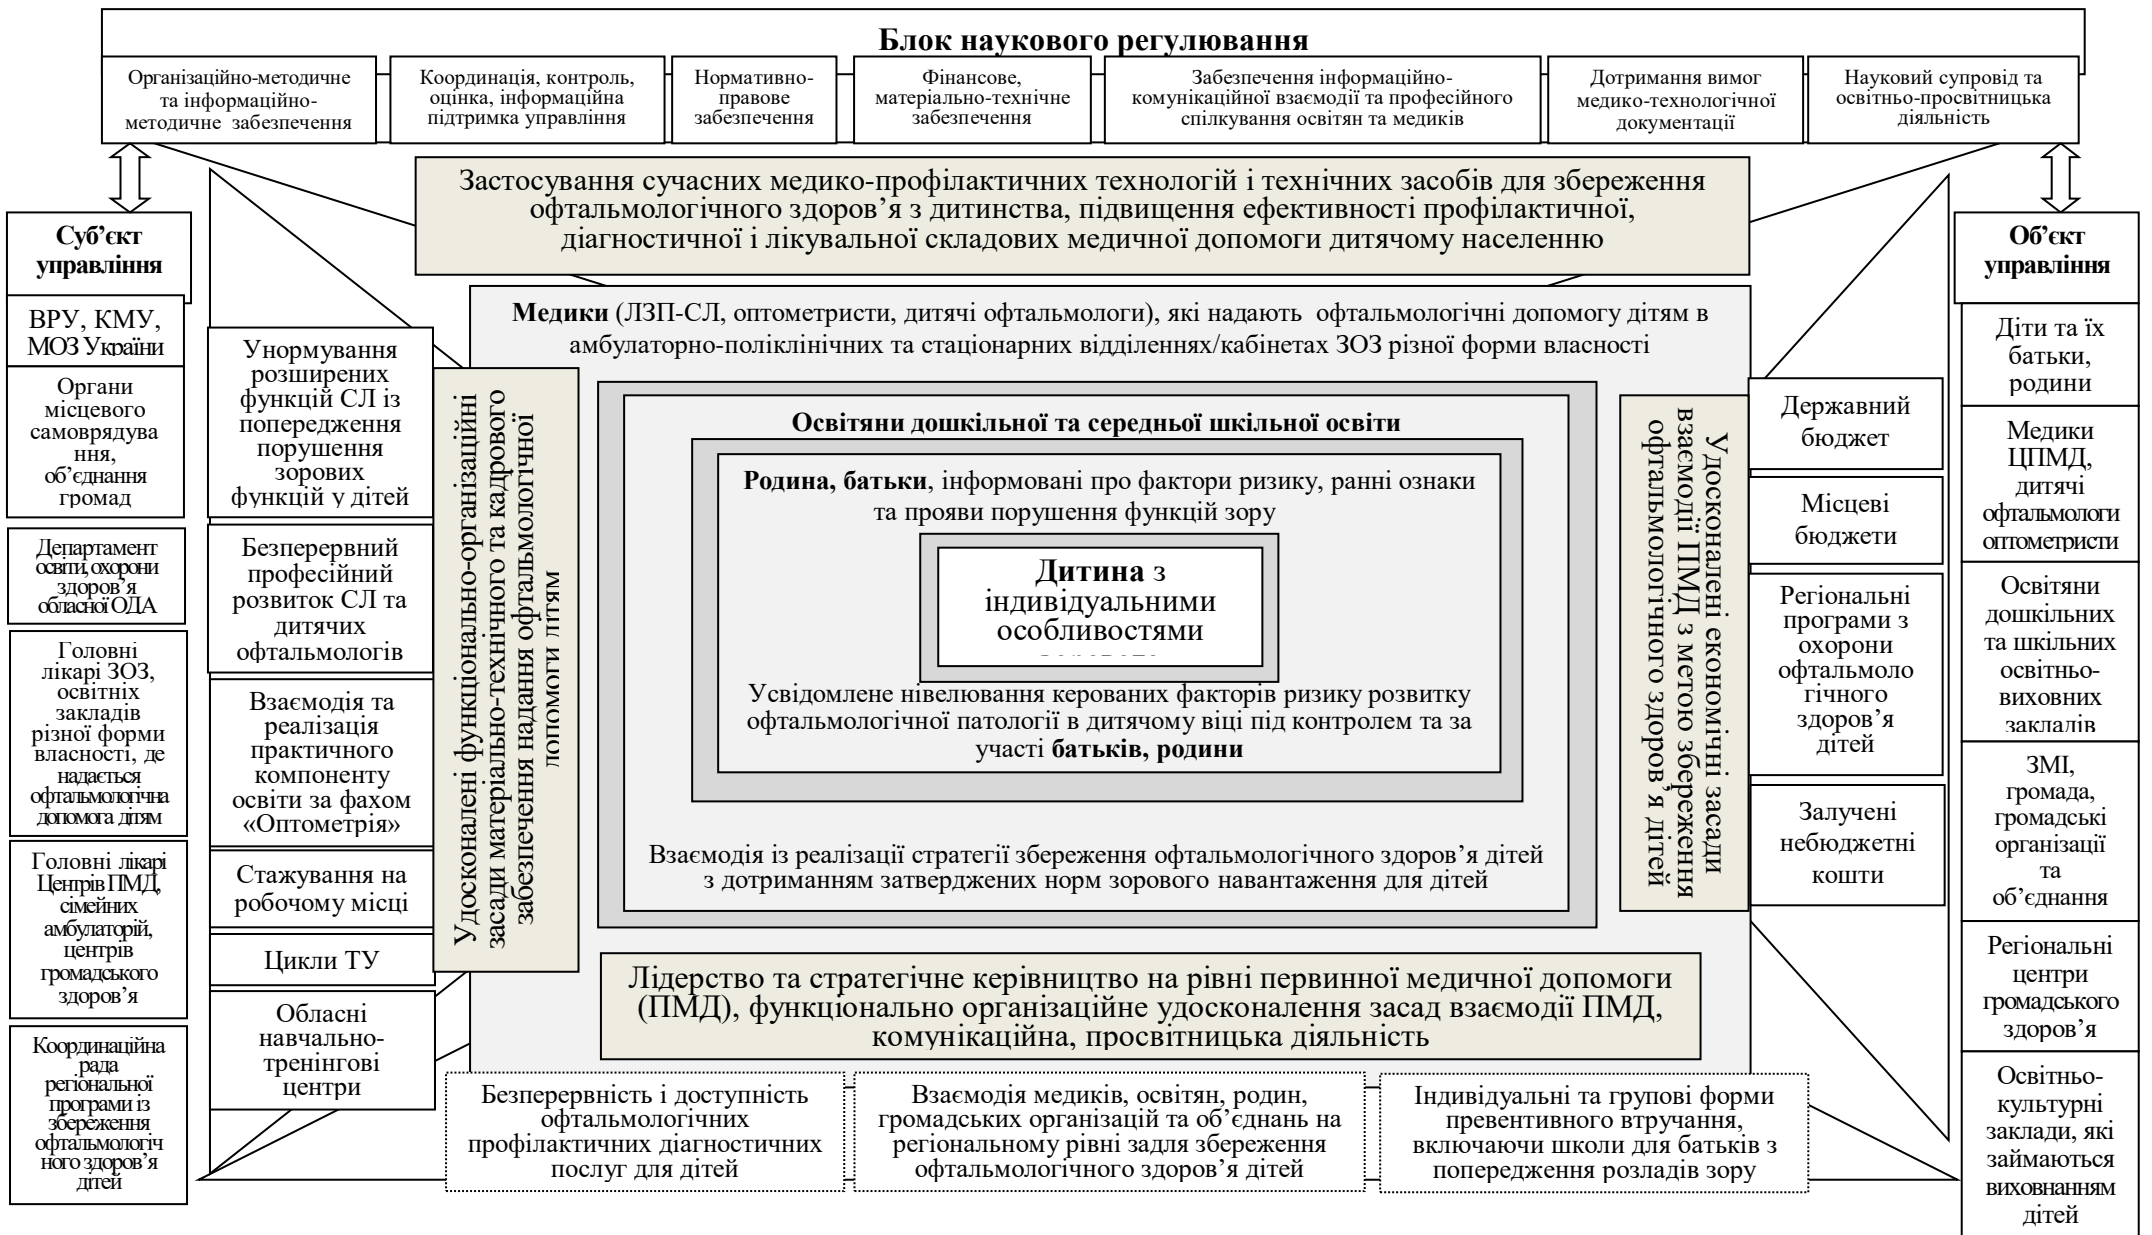 Блок наукового регулювання
Організаційно-методичне
та інформаційно-
методичне забезпечення
Координація, контроль,
оцінка, інформаційна
підтримка управління
Нормативно-
правове
забезпечення
Фінансове,
матеріально-технічне
забезпечення
Забезпечення інформаційно-
комунікаційної взаємодії та професійного
спілкування освітян та медиків
Дотримання вимог
медико-технологічної
документації
Науковий супровід та
освітньо-просвітницька
діяльність
Суб’єкт
управління
ВРУ, КМУ,
МОЗ України
Органи
місцевого
самоврядува
ння,
об’єднання
громад
Департамент
освіти, охорони
здоров’я
обласної ОДА
Головні
лікарі ЗОЗ,
освітніх
закладів
різної форми
власності, де
надається
офтальмологічна
допомога дітям
Головні лікарі
Центрів ПМД,
сімейних
амбулаторій,
центрів
громадського
здоров’я
Координаційна
рада
регіональної
програми із
збереження
офтальмологіч
ного здоров’я
дітей
Унормування
розширених
функцій СЛ із
попередження
порушення
зорових
функцій у дітей
Безперервний
професійний
розвиток СЛ та
дитячих
офтальмологів
Взаємодія та
реалізація
практичного
компоненту
освіти за фахом
«Оптометрія»
Стажування на
робочому місці
Цикли ТУ
Обласні
навчально-
тренінгові
центри
Застосування сучасних медико-профілактичних технологій і технічних засобів для збереження
офтальмологічного здоров’я з дитинства, підвищення ефективності профілактичної,
діагностичної і лікувальної складових медичної допомоги дитячому населенню
Удосконалені функціонально-організаційні
засади матеріально-технічного та кадрового
забезпечення надання офтальмологічної
допомоги дітям
Медики (ЛЗП-СЛ, оптометристи, дитячі офтальмологи), які надають офтальмологічні допомогу дітям в
амбулаторно-поліклінічних та стаціонарних відділеннях/кабінетах ЗОЗ різної форми власності
Освітяни дошкільної та середньої шкільної освіти
Родина, батьки, інформовані про фактори ризику, ранні ознаки
та прояви порушення функцій зору
Дитина з
індивідуальними
особливостями
Усвідомлене нівелювання керованих факторів ризику розвитку
офтальмологічної патології в дитячому віці під контролем та за
участі батьків, родини
Взаємодія із реалізації стратегії збереження офтальмологічного здоров’я дітей
з дотриманням затверджених норм зорового навантаження для дітей
Удосконалені економічні засади
взаємодії ПМД з метою збереження
офтальмологічного здоров’я дітей
Лідерство та стратегічне керівництво на рівні первинної медичної допомоги
(ПМД), функціонально організаційне удосконалення засад взаємодії ПМД,
комунікаційна, просвітницька діяльність
Безперервність і доступність
офтальмологічних
профілактичних діагностичних
послуг для дітей
Взаємодія медиків, освітян, родин,
громадських організацій та об’єднань на
регіональному рівні задля збереження
офтальмологічного здоров’я дітей
Індивідуальні та групові форми
превентивного втручання,
включаючи школи для батьків з
попередження розладів зору
Державний
бюджет
Місцеві
бюджети
Регіональні
програми з
охорони
офтальмоло
гічного
здоров’я
дітей
Залучені
небюджетні
кошти
Об’єкт
управління
Діти та їх
батьки,
родини
Медики
ЦПМД,
дитячі
офтальмологи
оптометристи
Освітяни
дошкільних
та шкільних
освітньо-
виховних
закладів
ЗМІ,
громада,
громадські
організації
та
об’єднання
Регіональні
центри
громадського
здоров’я
Освітньо-
культурні
заклади, які
займаються
виховнанням
дітей